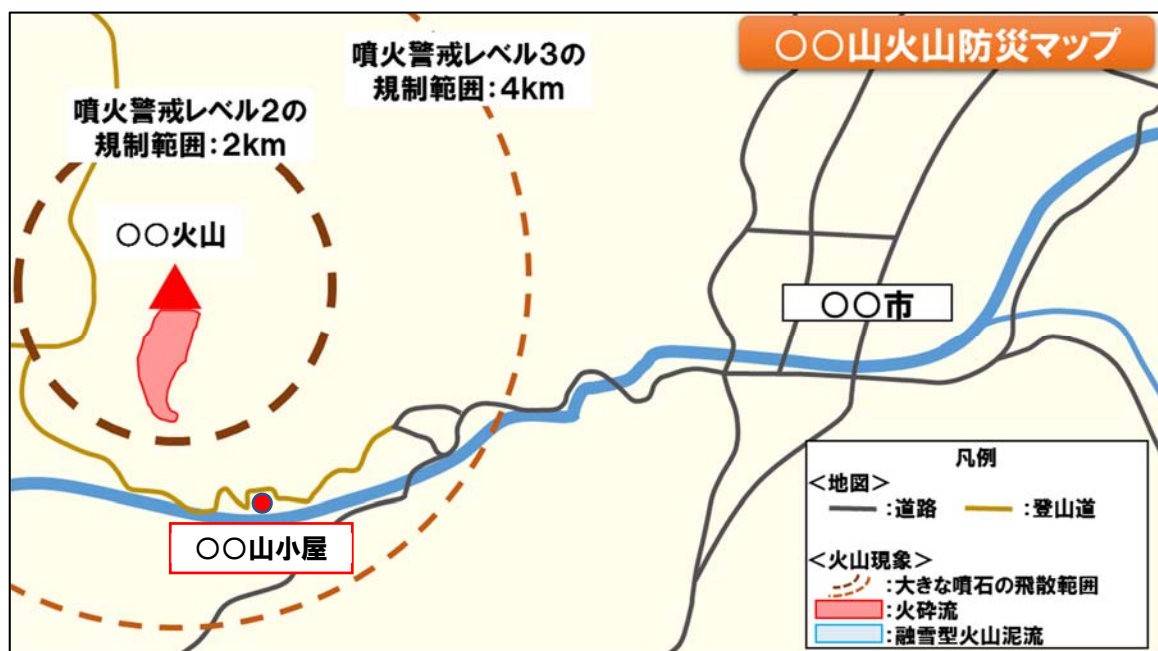 ○○山火山防災マップ
噴火警戒レベル3の
規制範囲:4km
噴火警戒レベル2の
規制範囲:2km
○○火山
○○市
○○山小屋
凡例
<地図>
:道路
:登山道
<火山現象>
:大きな噴石の飛散範囲
:火砕流
:融雪型火山泥流